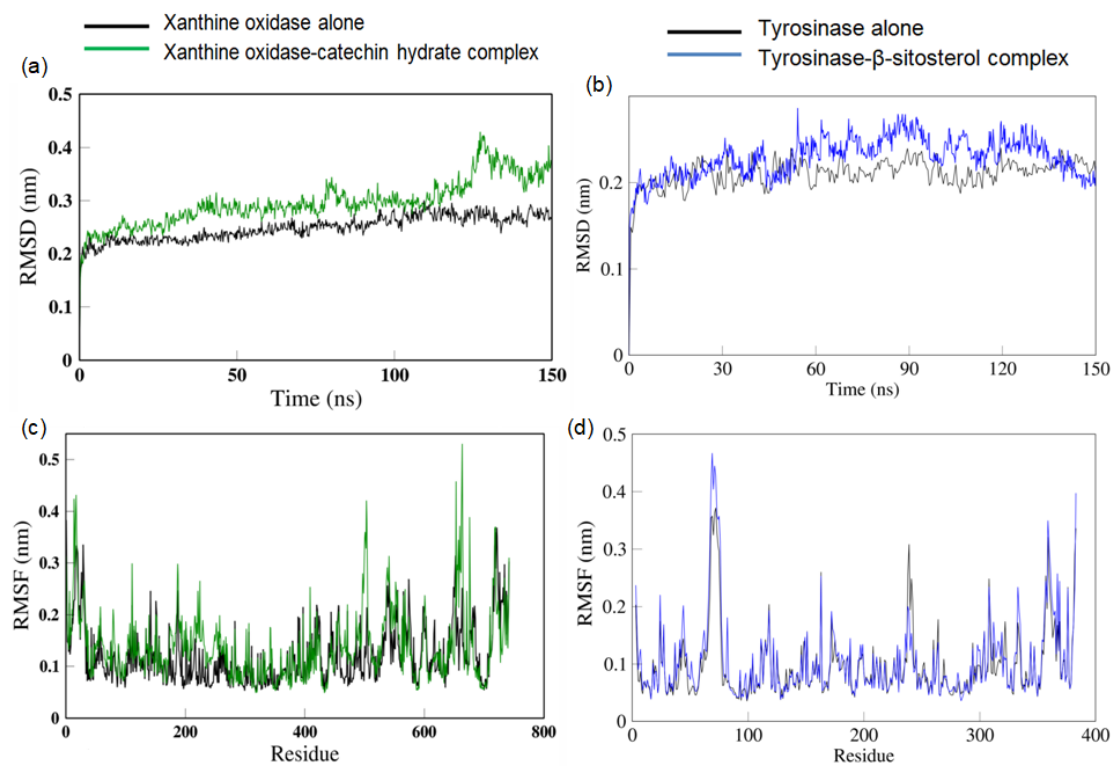 Xanthine oxidase alone
Xanthine oxidase-catechin hydrate complex
Tyrosinase alone
Tyrosinase-β-sitosterol complex
(a)
0.5
0.4
0.3
0.2
0.1
0
RMSD (nm)
0 50 100 150
Time (ns)
(b)
0.2
0.1
0
RMSD (nm)
0 30 60 90 120 150
Time (ns)
(c)
0.5
0.4
0.3
0.2
0.1
0
RMSF (nm)
0 200 400 600 800
Residue
(d)
0.5
0.4
0.3
0.2
0.1
0
RMSF (nm)
0 100 200 300 400
Residue